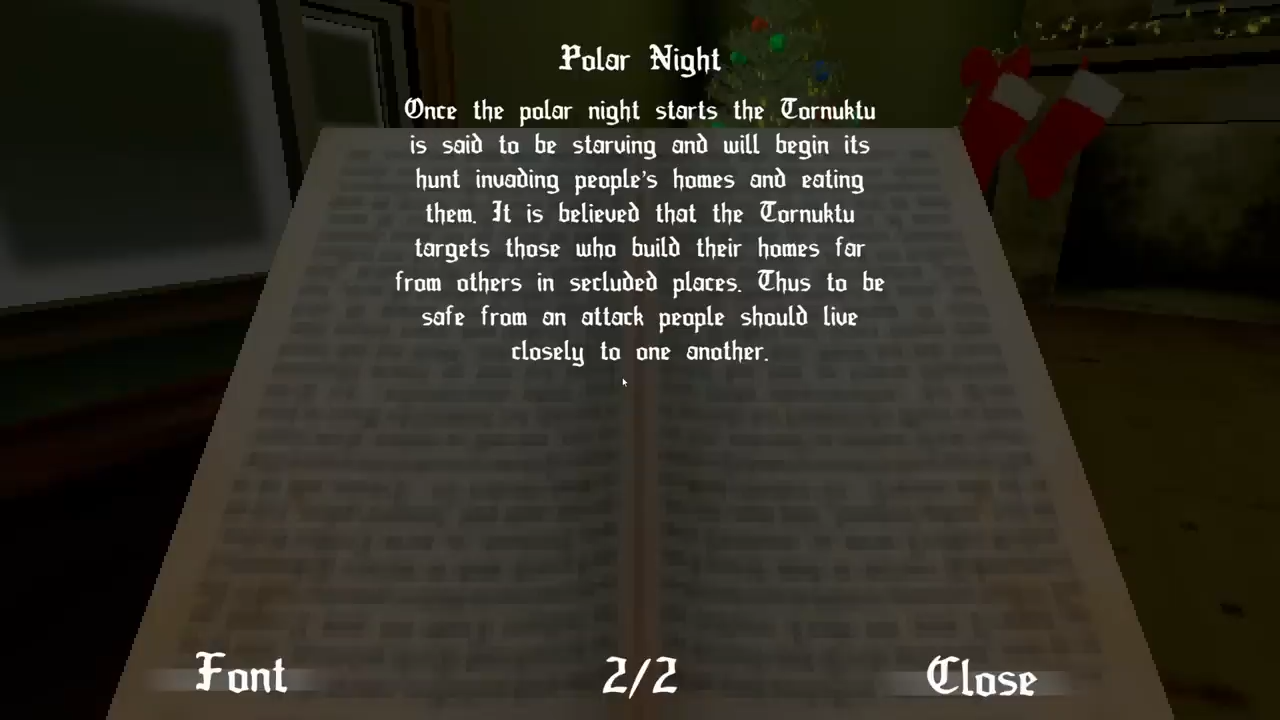 Polar Night
Once the polar night starts the Tornuktu
is said to be starving and will begin its
hunt invading people's homes and eating
them. It is believed that the Tornuktu
targets those who build their homes far
from others in secluded places. Thus to be
safe from an attack people should live
closely to one another.
Font
2/2
Close